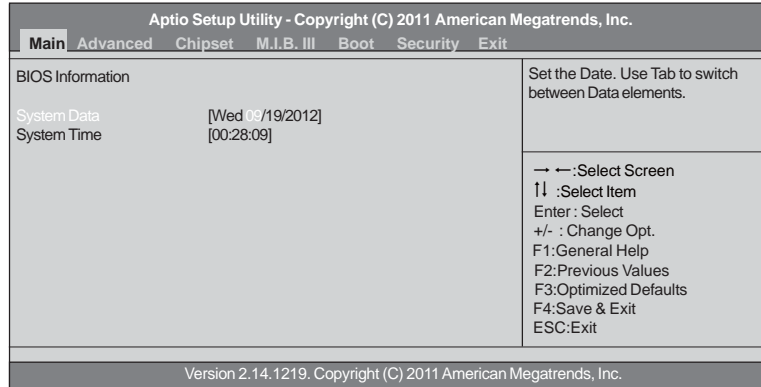 Aptio Setup Utility - Copyright (C) 2011 American Megatrends, Inc.
Main Advanced Chipset M.I.B. III Boot Security Exit
BIOS Information
System Data [Wed 09/19/2012]
System Time [00:28:09]
Set the Date. Use Tab to switch
between Data elements.
→ ←:Select Screen
↑↓ :Select Item
Enter : Select
+/- : Change Opt.
F1:General Help
F2:Previous Values
F3:Optimized Defaults
F4:Save & Exit
ESC:Exit
Version 2.14.1219. Copyright (C) 2011 American Megatrends, Inc.